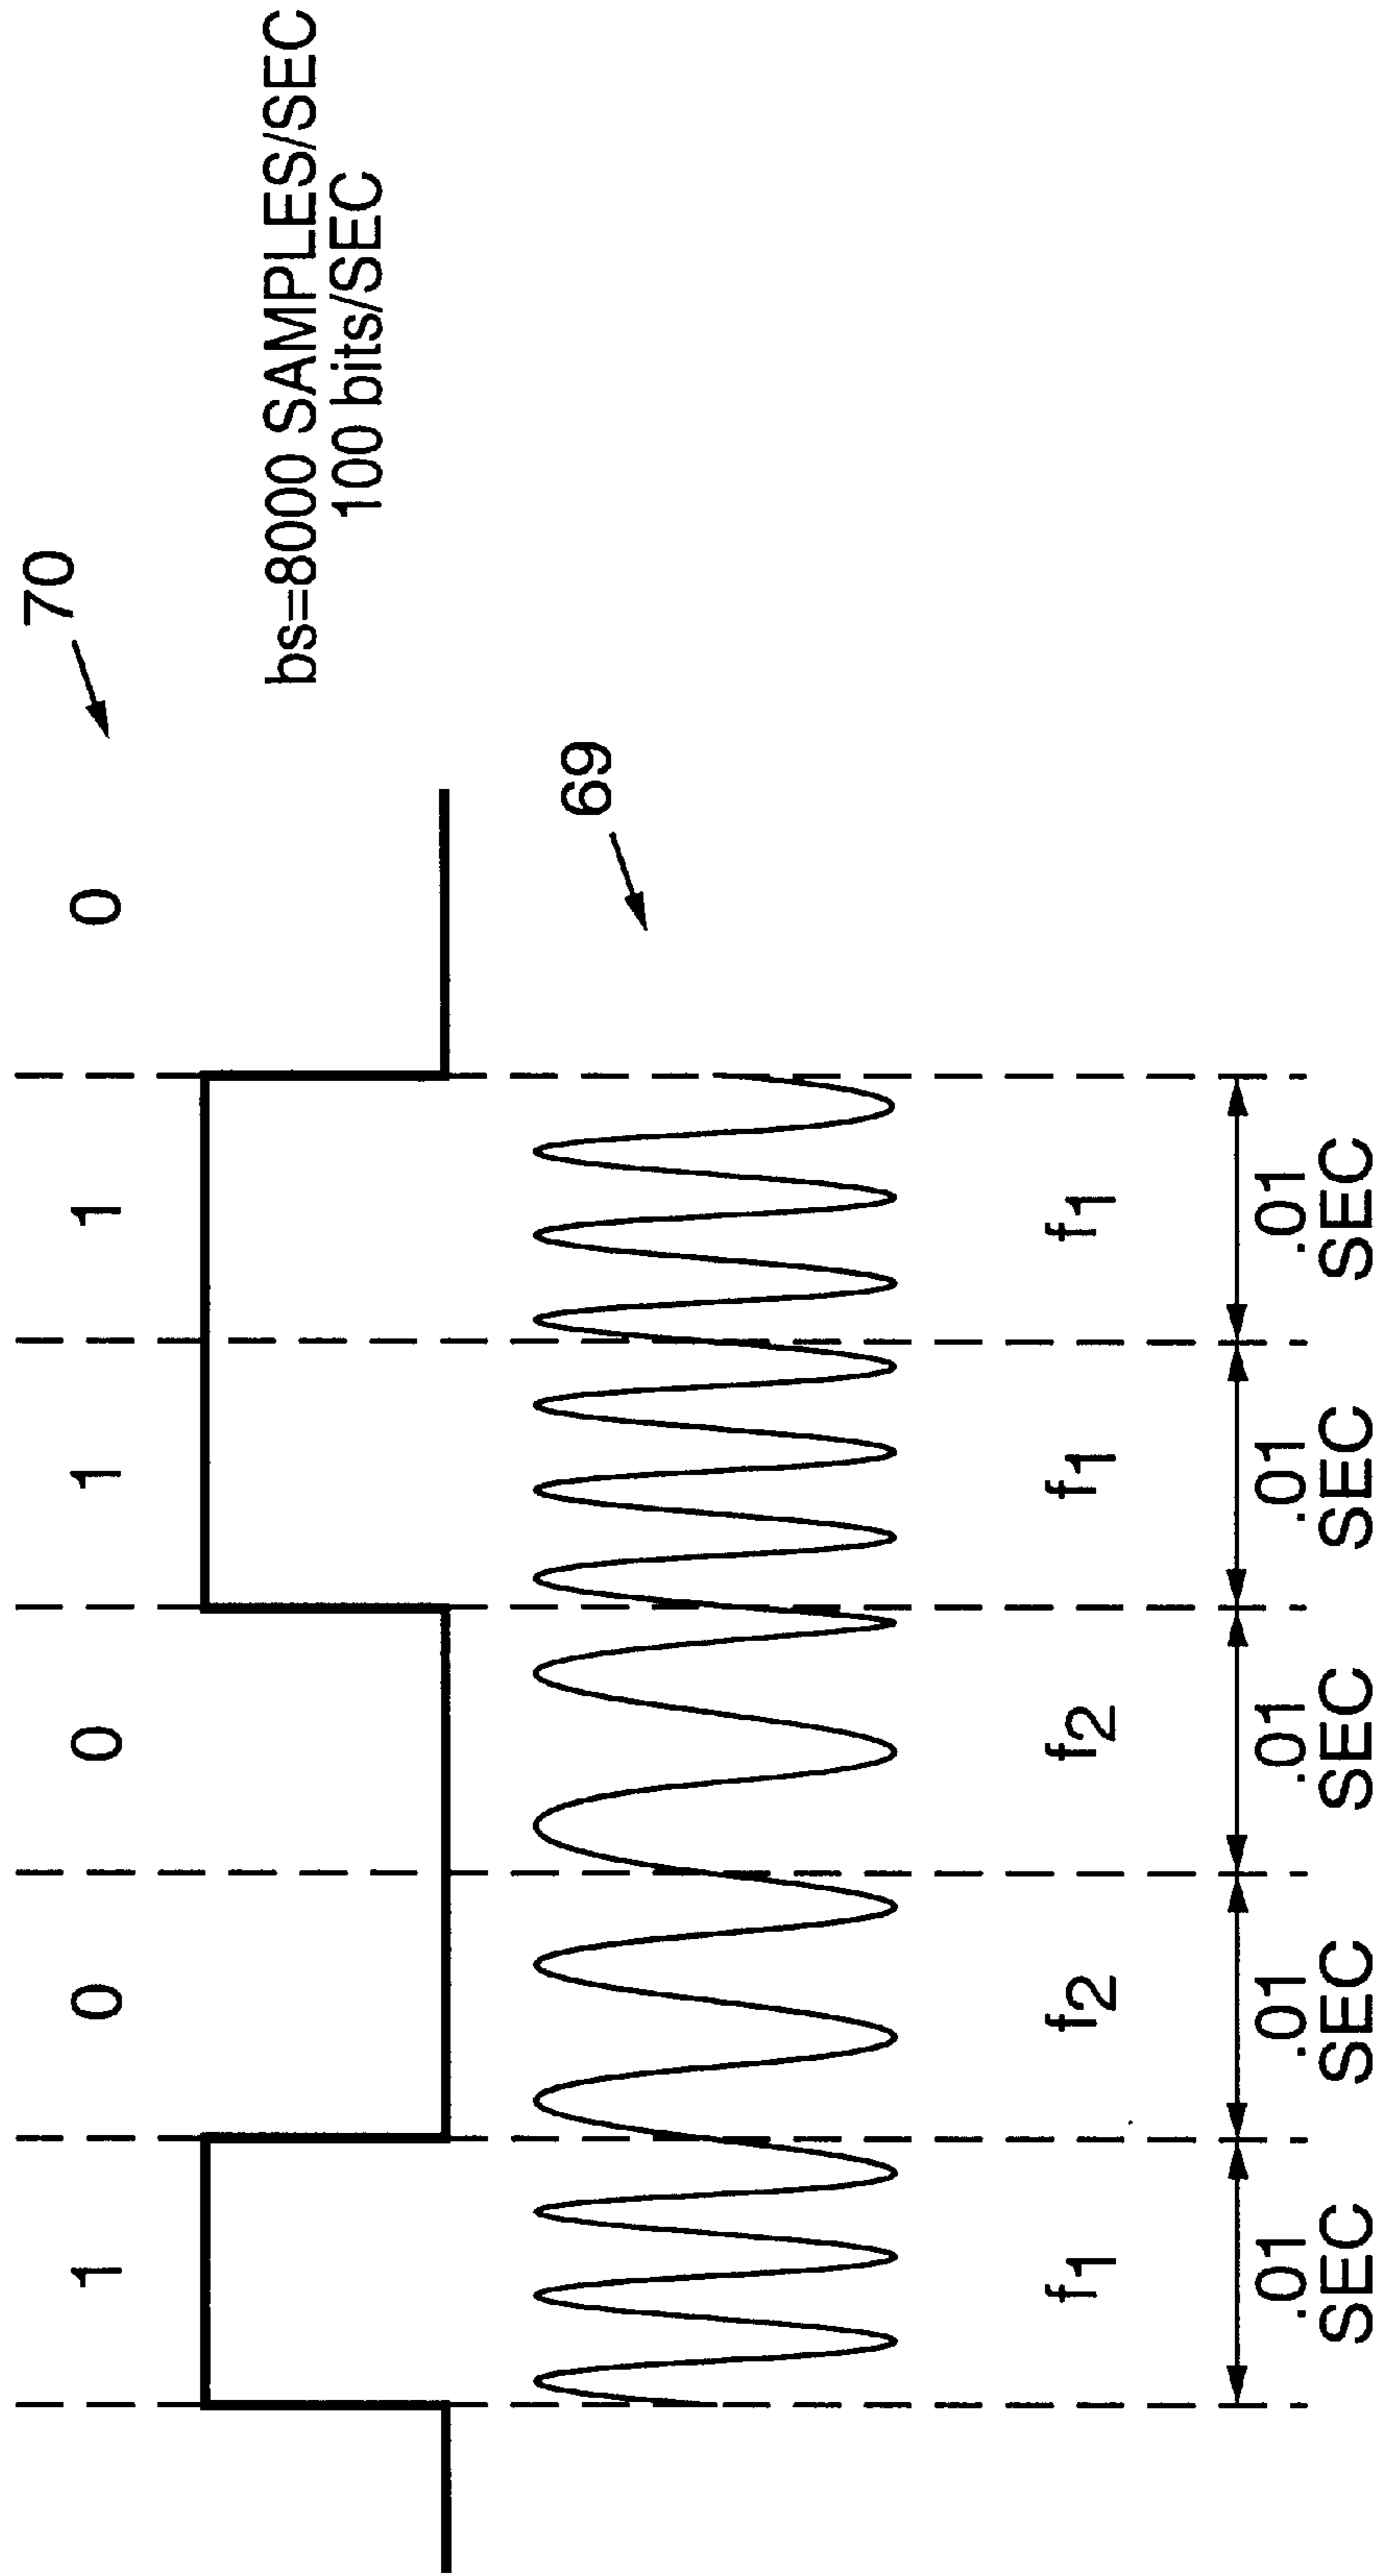 70
1 0 0 1 1 0
bs=8000 SAMPLES/SEC
100 bits/SEC
69
f1 f2 f2 f1 f1
.01 .01 .01 .01 .01
SEC SEC SEC SEC SEC